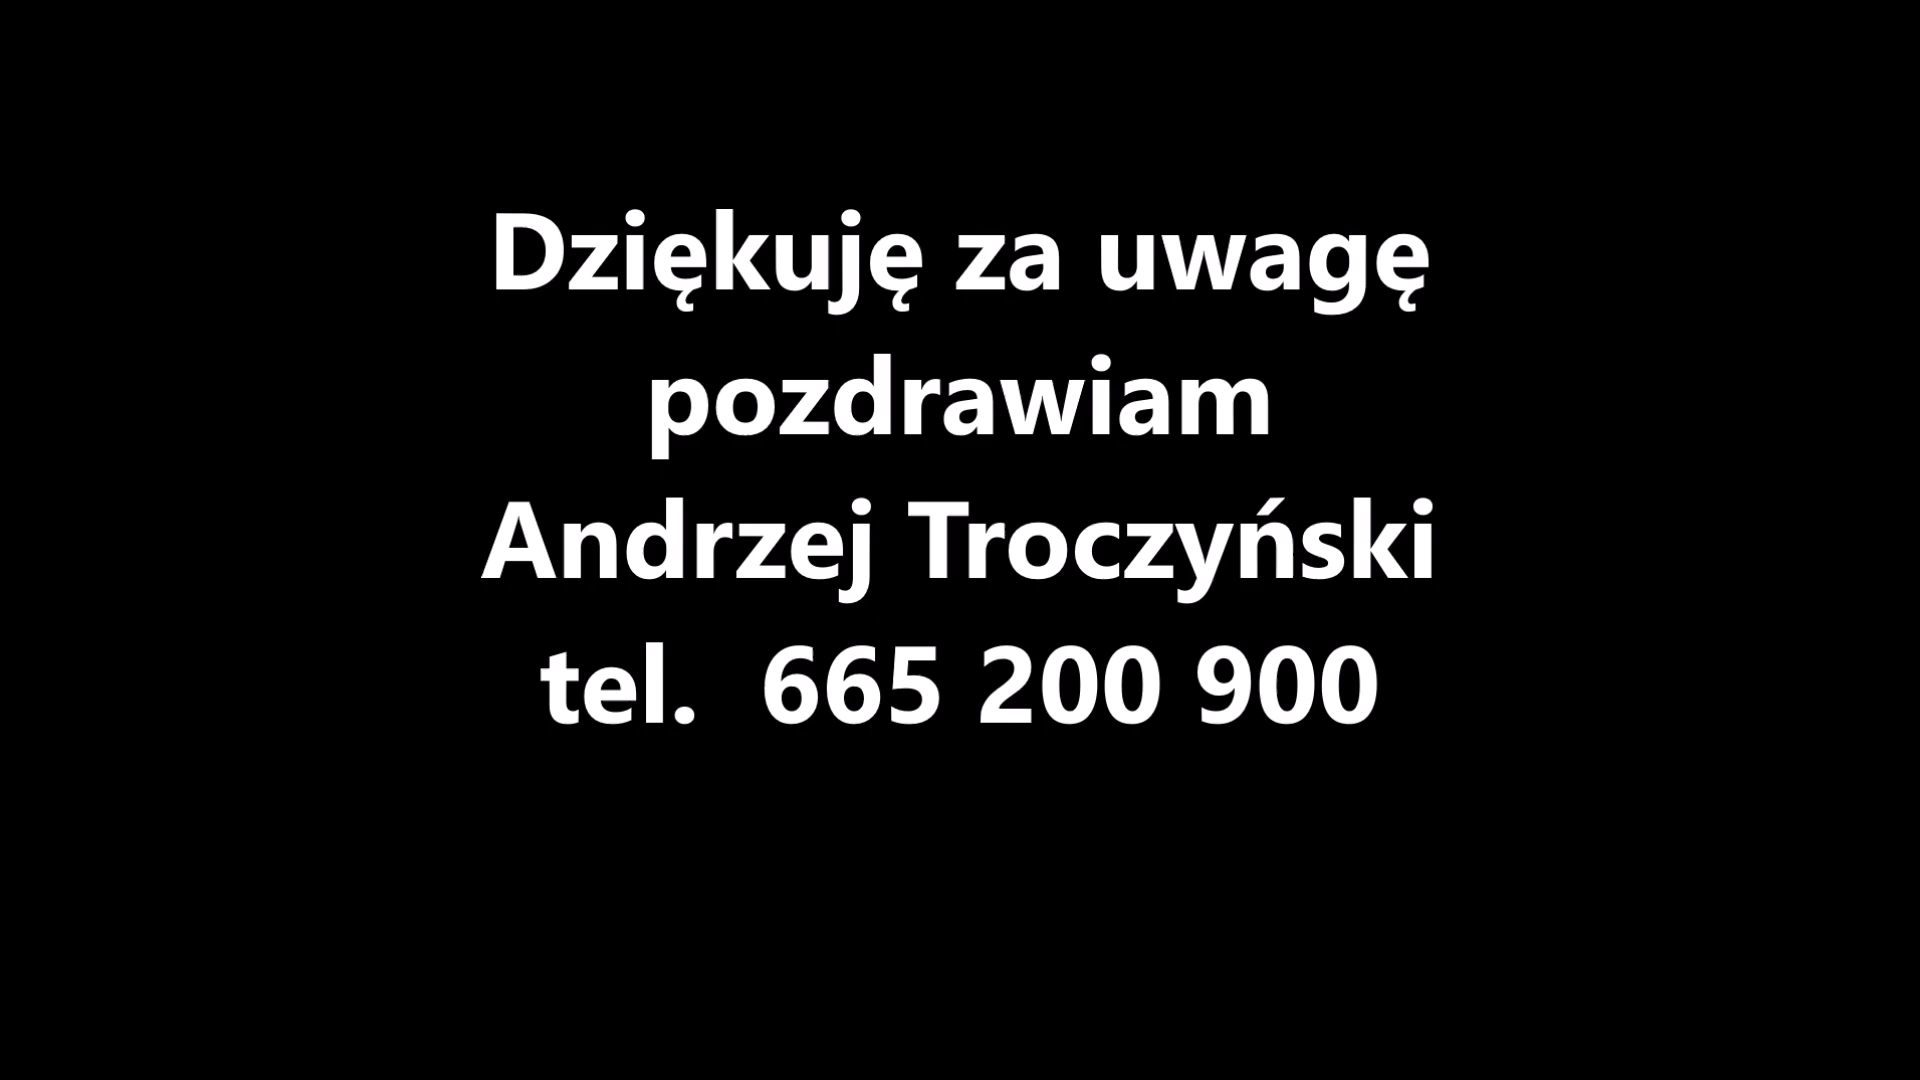 Dziękuję za uwagę
pozdrawiam
Andrzej Troczyński
tel.  665 200 900